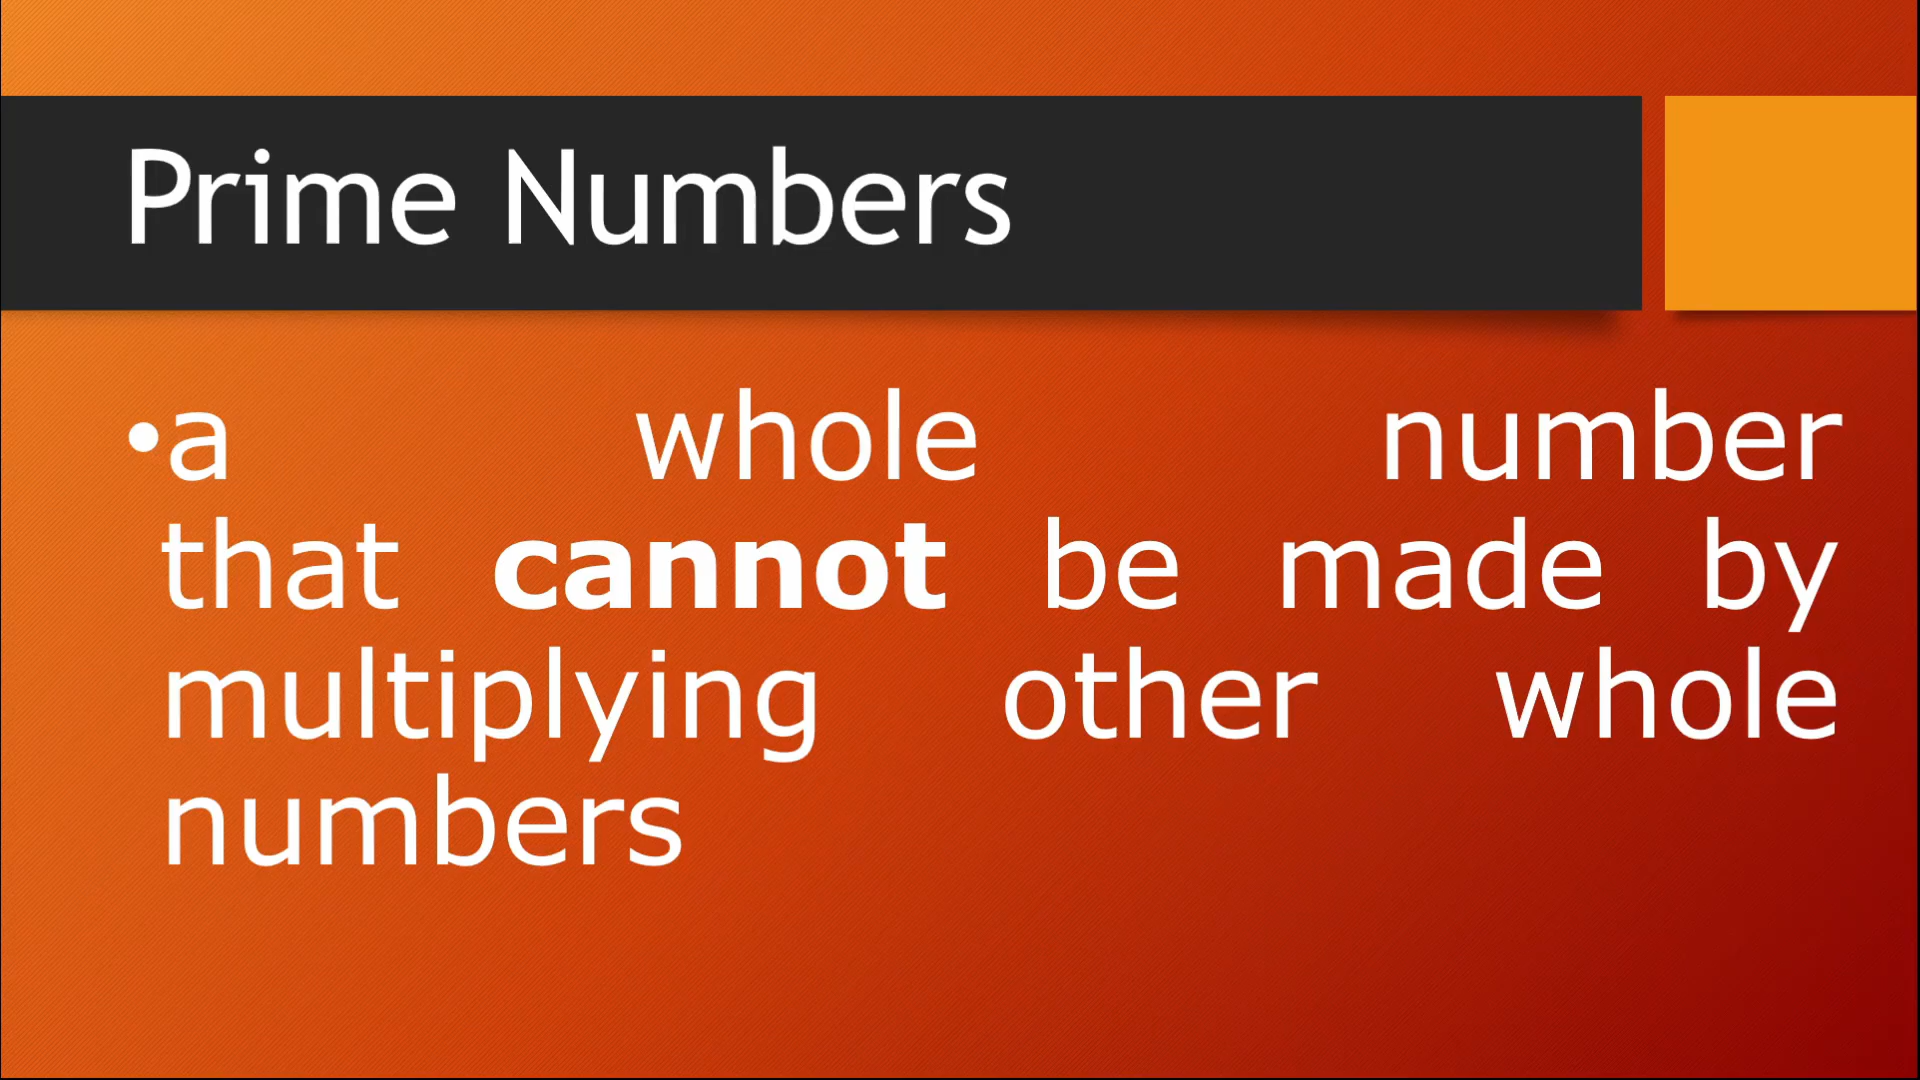 Prime Numbers
•a whole number
that cannot be made by
multiplying other whole
numbers